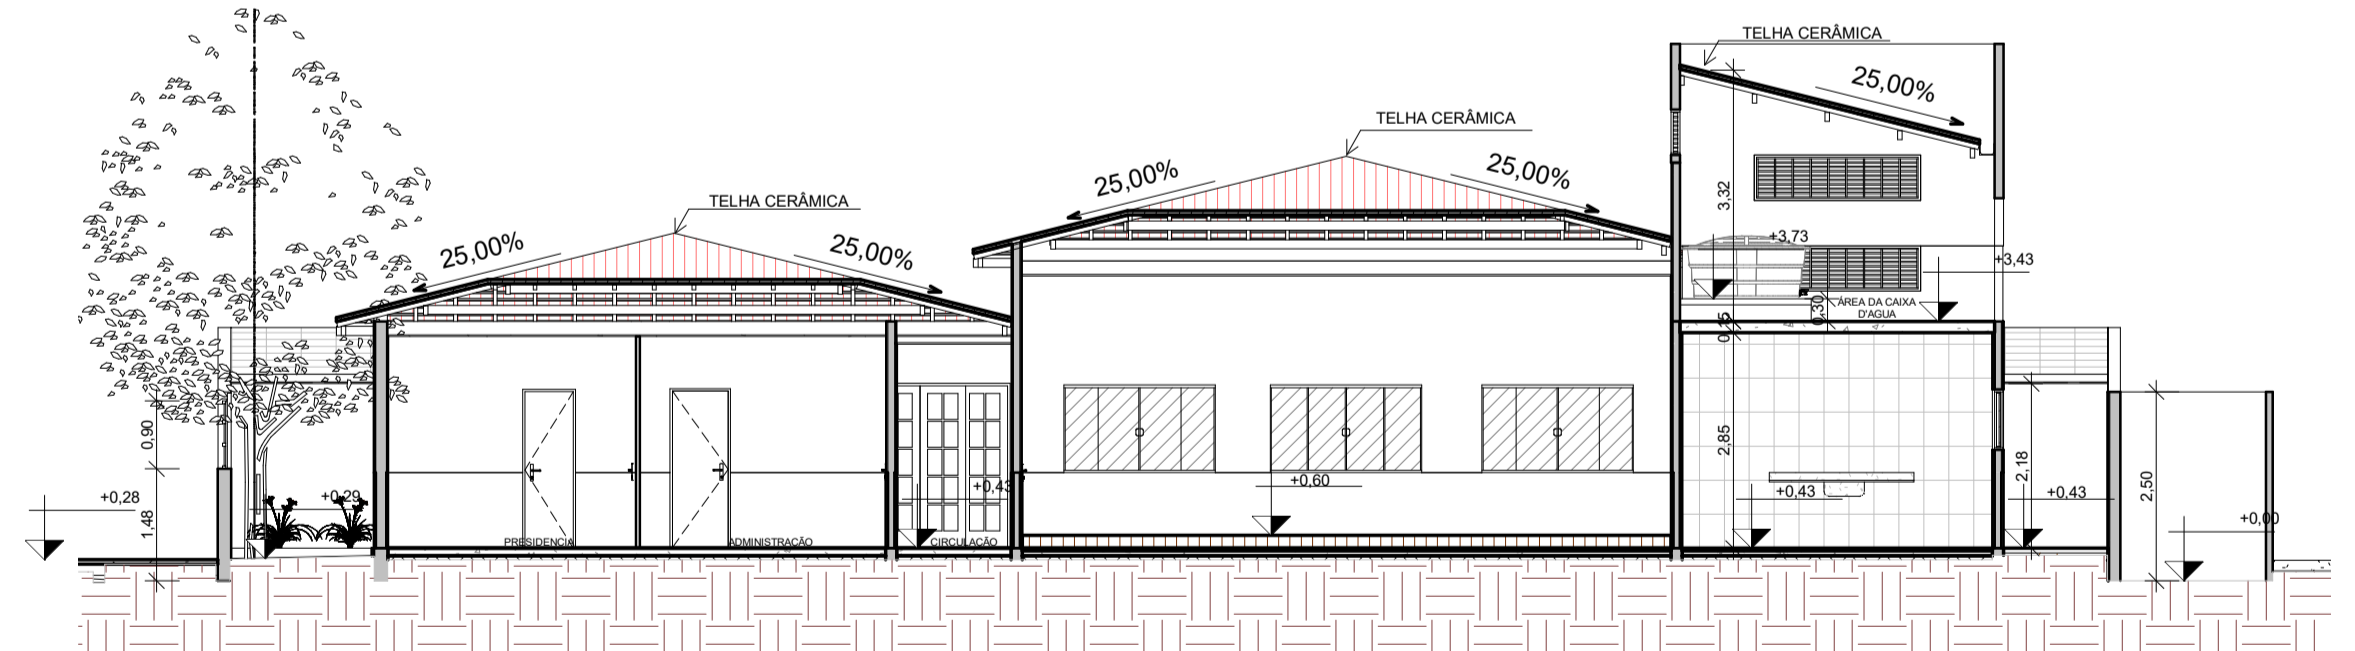 TELHA CERÂMICA
25,00%
TELHA CERÂMICA
25,00%
25,00%
TELHA CERÂMICA
25,00%
25,00%
3,32
+3,73
+3,43
ÁREA DA CAIXA
D'AGUA
0,30
0,15
0,90
1,48
+0,28
+0,29
+0,43
+0,60
2,85
+0,43
2,18
+0,43
2,50
+0,00
PRESIDENCIA
ADMINISTRAÇÃO
CIRCULAÇÃO